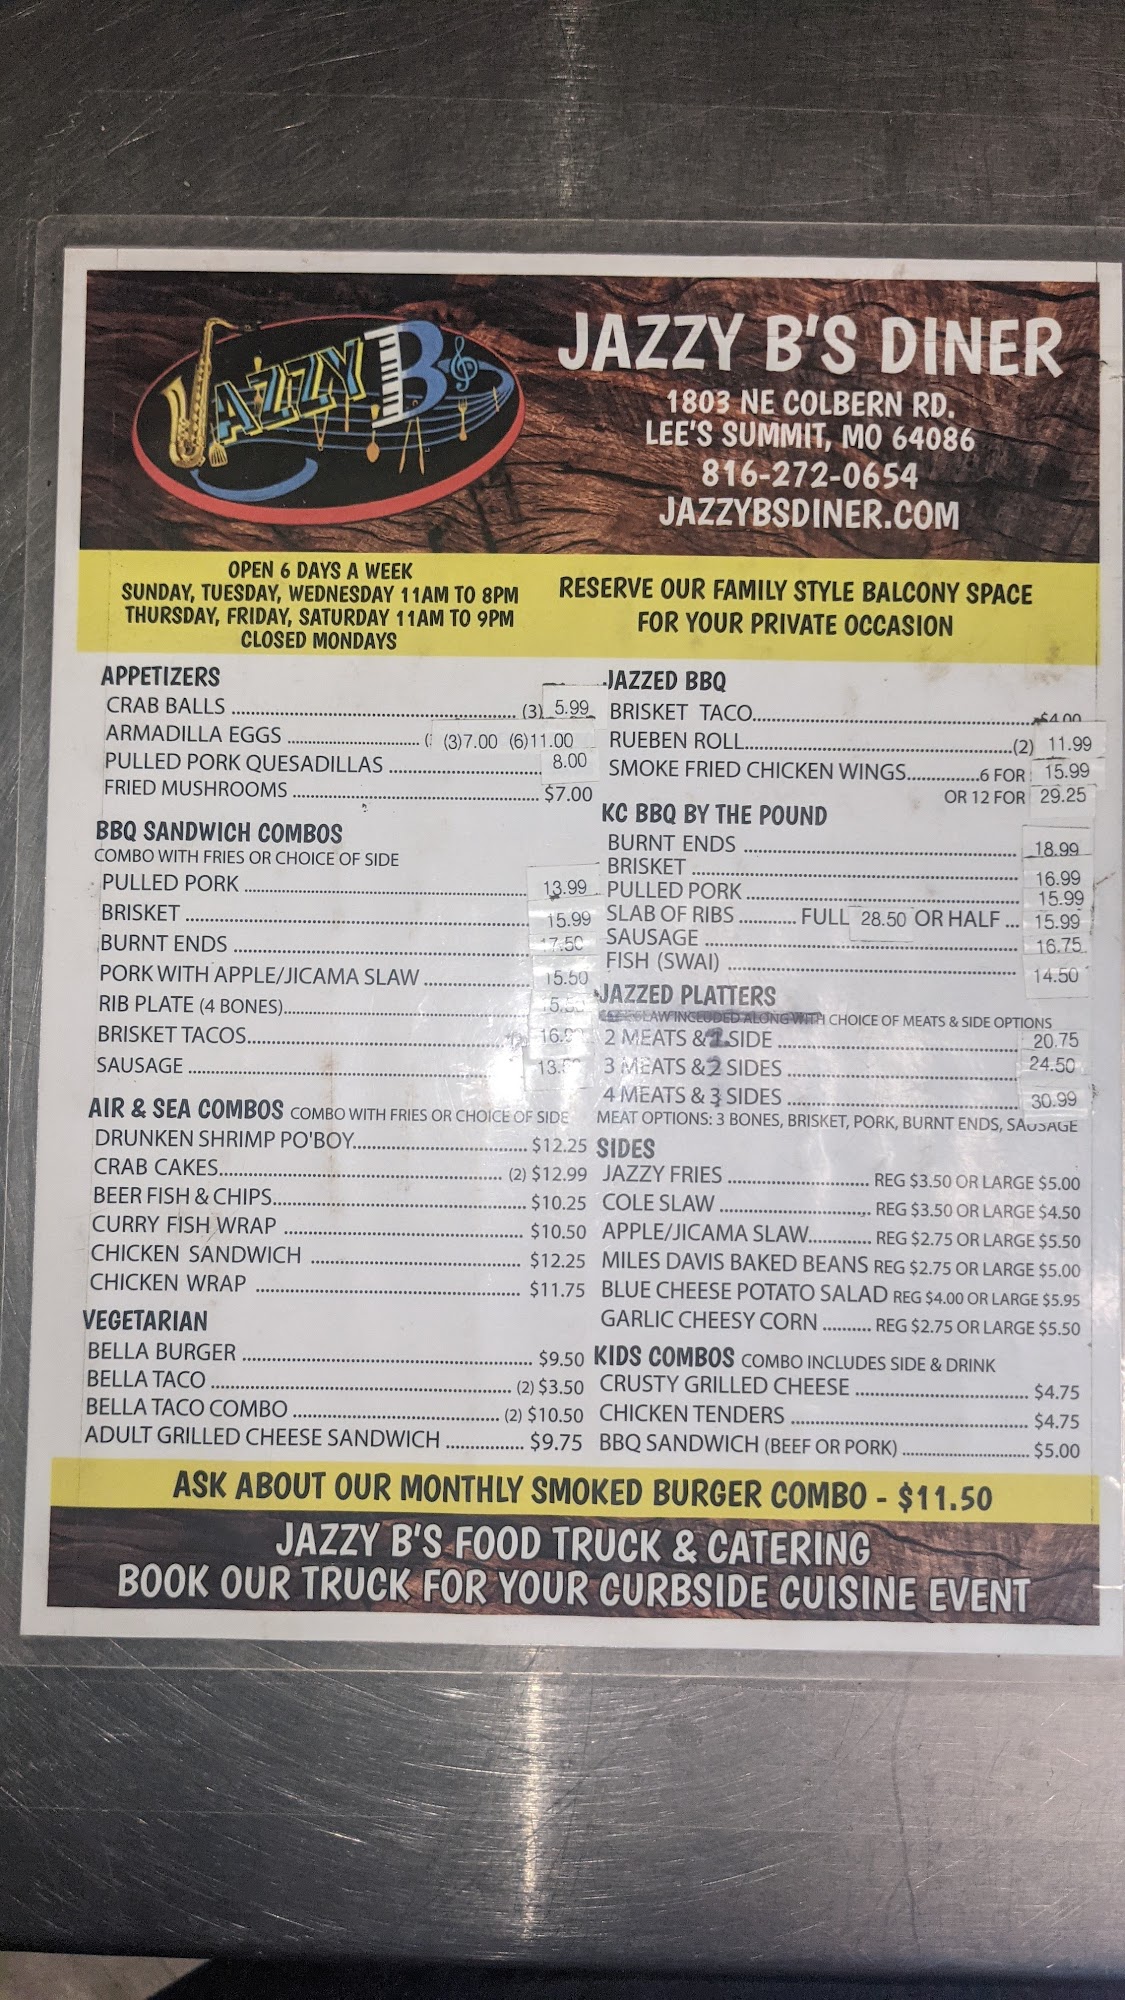 JAZZY B
JAZZY B'S DINER
1803 NE COLBERN RD.
LEE'S SUMMIT, MO 64086
816-272-0654
JAZZYBSDINER.COM
OPEN 6 DAYS A WEEK
SUNDAY, TUESDAY, WEDNESDAY 11AM TO 8PM
THURSDAY, FRIDAY, SATURDAY 11AM TO 9PM
CLOSED MONDAYS
RESERVE OUR FAMILY STYLE BALCONY SPACE
FOR YOUR PRIVATE OCCASION
APPETIZERS
CRAB BALLS (3) 5.99
ARMADILLA EGGS (3)7.00 (6)11.00
PULLED PORK QUESADILLAS 8.00
FRIED MUSHROOMS $7.00
BBQ SANDWICH COMBOS
COMBO WITH FRIES OR CHOICE OF SIDE
PULLED PORK 13.99
BRISKET 15.99
BURNT ENDS 17.50
PORK WITH APPLE/JICAMA SLAW 15.50
RIB PLATE (4 BONES)
BRISKET TACOS
SAUSAGE
AIR & SEA COMBOS COMBO WITH FRIES OR CHOICE OF SIDE
DRUNKEN SHRIMP PO'BOY $12.25
CRAB CAKES (2) $12.99
BEER FISH & CHIPS $10.25
CURRY FISH WRAP $10.50
CHICKEN SANDWICH $12.25
CHICKEN WRAP $11.75
VEGETARIAN
BELLA BURGER $9.50
BELLA TACO (2) $3.50
BELLA TACO COMBO (2) $10.50
ADULT GRILLED CHEESE SANDWICH $9.75
JAZZED BBQ
BRISKET TACO $4.00
RUEBEN ROLL (2) 11.99
SMOKE FRIED CHICKEN WINGS 6 FOR 15.99
OR 12 FOR 29.25
KC BBQ BY THE POUND
BURNT ENDS 18.99
BRISKET 16.99
PULLED PORK 15.99
SLAB OF RIBS FULL 28.50 OR HALF ... 15.99
SAUSAGE 16.75
FISH (SWAI) 14.50
JAZZED PLATTERS
SLAW INCLUDED ALONG WITH CHOICE OF MEATS & SIDE OPTIONS
2 MEATS & 1 SIDE 20.75
3 MEATS & 2 SIDES 24.50
4 MEATS & 3 SIDES 30.99
MEAT OPTIONS: 3 BONES, BRISKET, PORK, BURNT ENDS, SAUSAGE
SIDES
JAZZY FRIES REG $3.50 OR LARGE $5.00
COLE SLAW REG $3.50 OR LARGE $4.50
APPLE/JICAMA SLAW REG $2.75 OR LARGE $5.50
MILES DAVIS BAKED BEANS REG $2.75 OR LARGE $5.00
BLUE CHEESE POTATO SALAD REG $4.00 OR LARGE $5.95
GARLIC CHEESY CORN REG $2.75 OR LARGE $5.50
KIDS COMBOS COMBO INCLUDES SIDE & DRINK
CRUSTY GRILLED CHEESE $4.75
CHICKEN TENDERS $4.75
BBQ SANDWICH (BEEF OR PORK) $5.00
ASK ABOUT OUR MONTHLY SMOKED BURGER COMBO - $11.50
JAZZY B'S FOOD TRUCK & CATERING
BOOK OUR TRUCK FOR YOUR CURBSIDE CUISINE EVENT